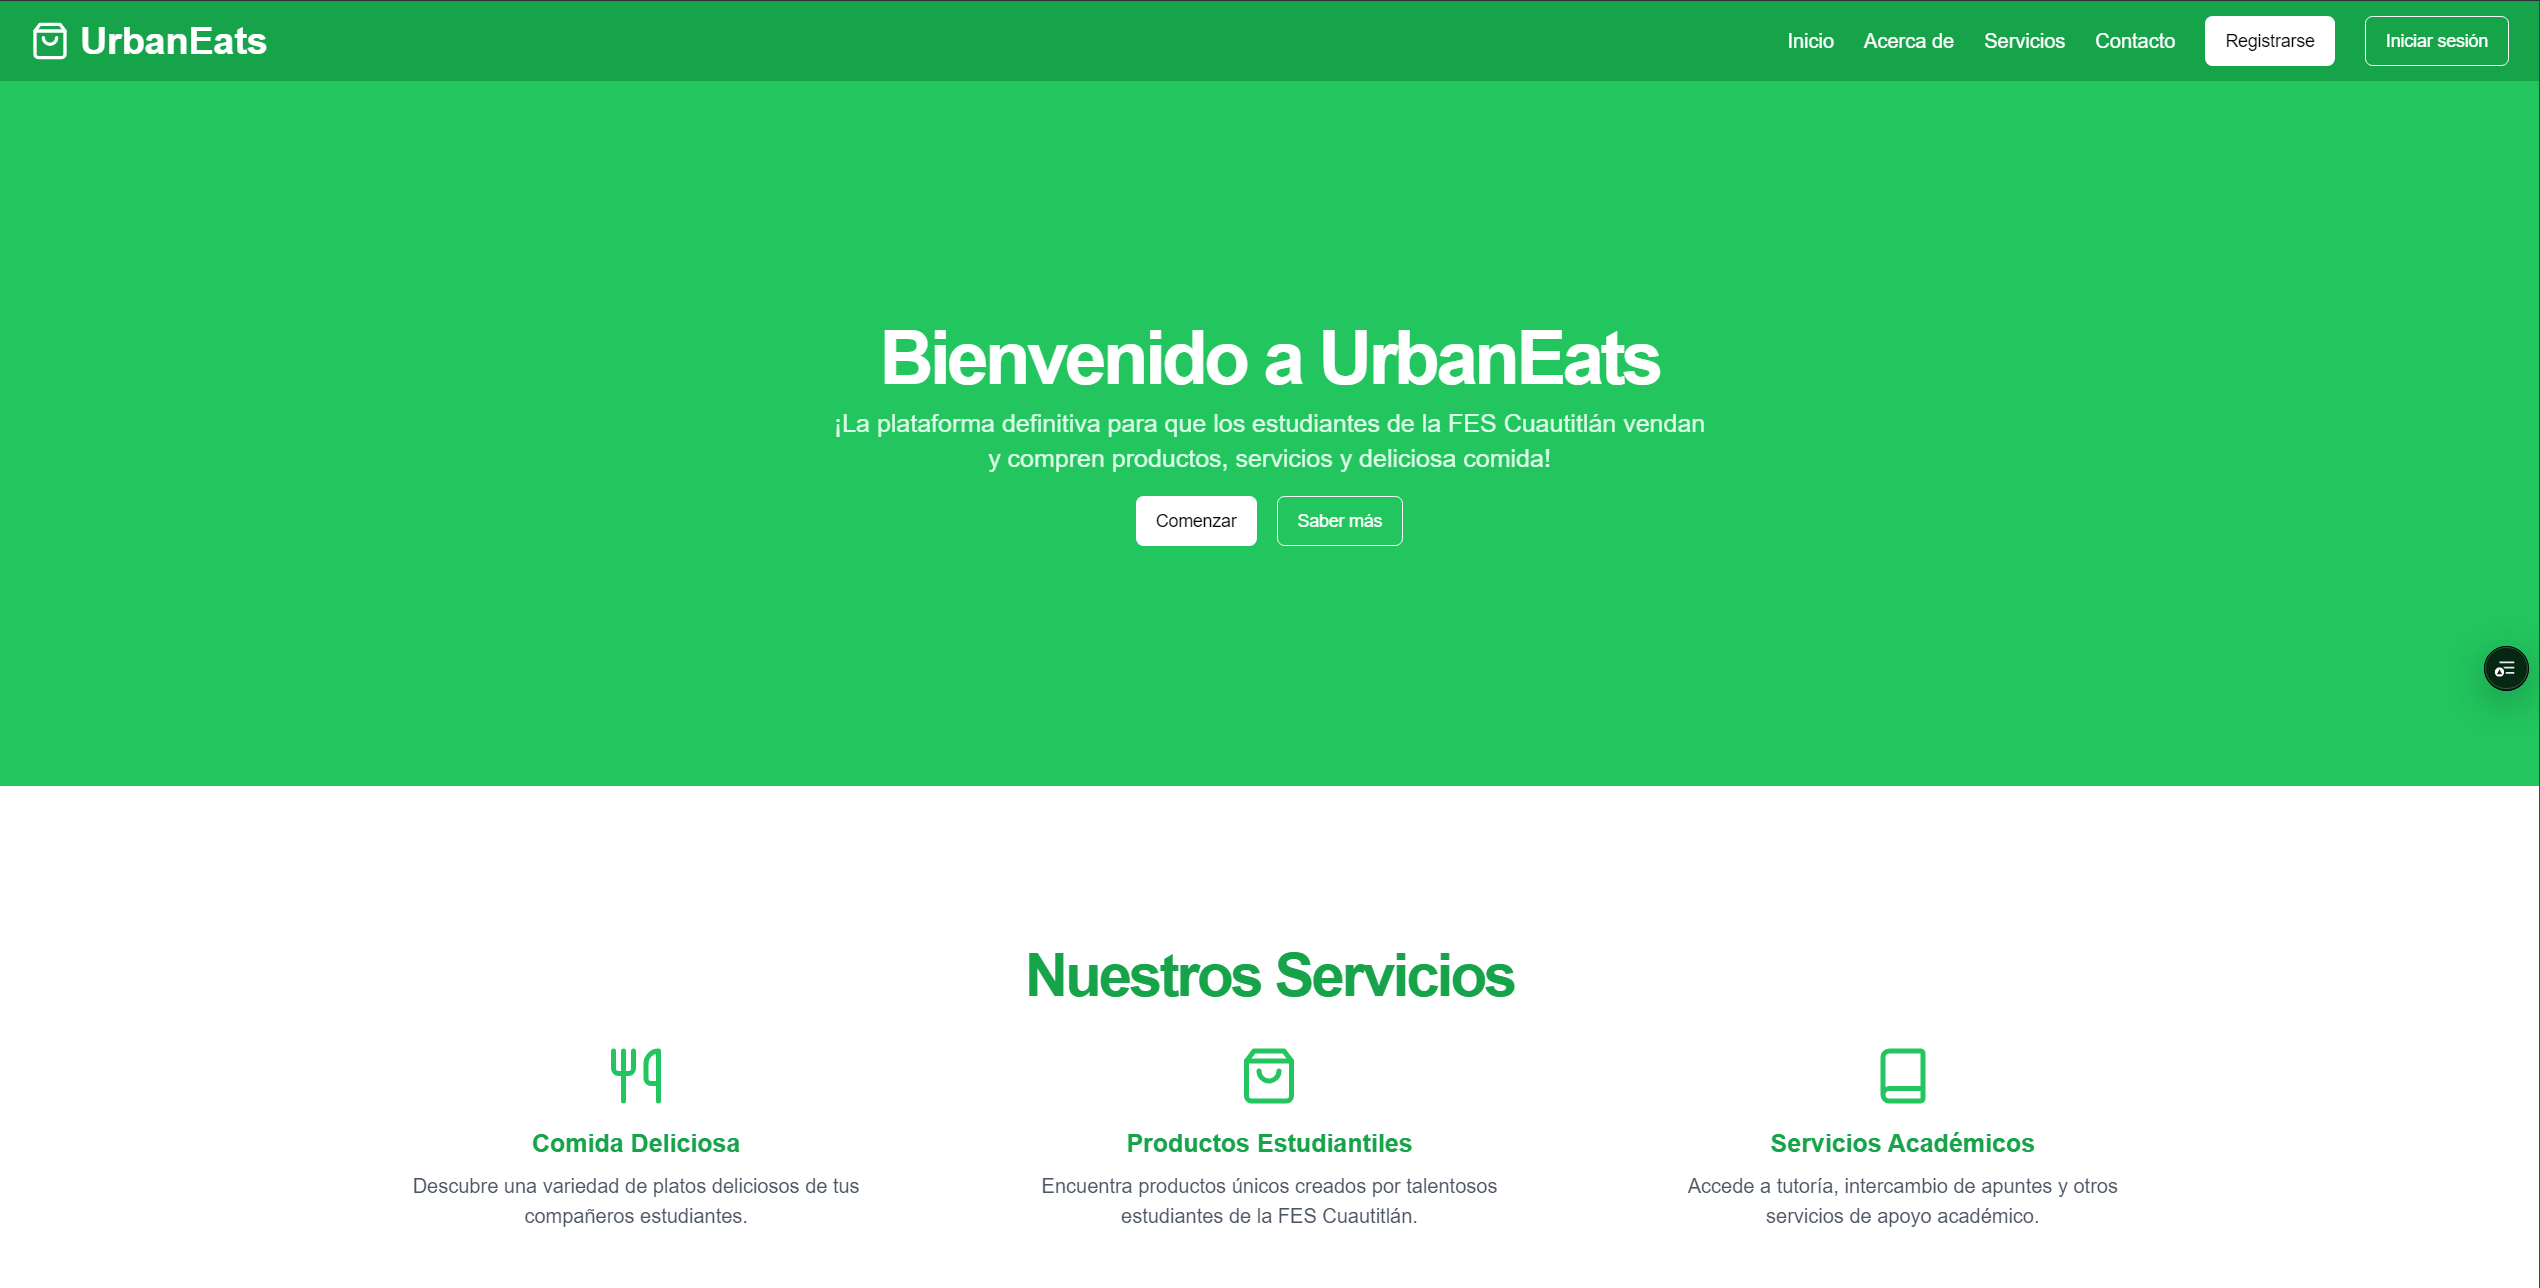 UrbanEats
Inicio
Acerca de
Servicios
Contacto
Registrarse
Iniciar sesión
Bienvenido a UrbanEats
¡La plataforma definitiva para que los estudiantes de la FES Cuautitlán vendan
y compren productos, servicios y deliciosa comida!
Comenzar
Saber más
Nuestros Servicios
Comida Deliciosa
Descubre una variedad de platos deliciosos de tus
compañeros estudiantes.
Productos Estudiantiles
Encuentra productos únicos creados por talentosos
estudiantes de la FES Cuautitlán.
Servicios Académicos
Accede a tutoría, intercambio de apuntes y otros
servicios de apoyo académico.